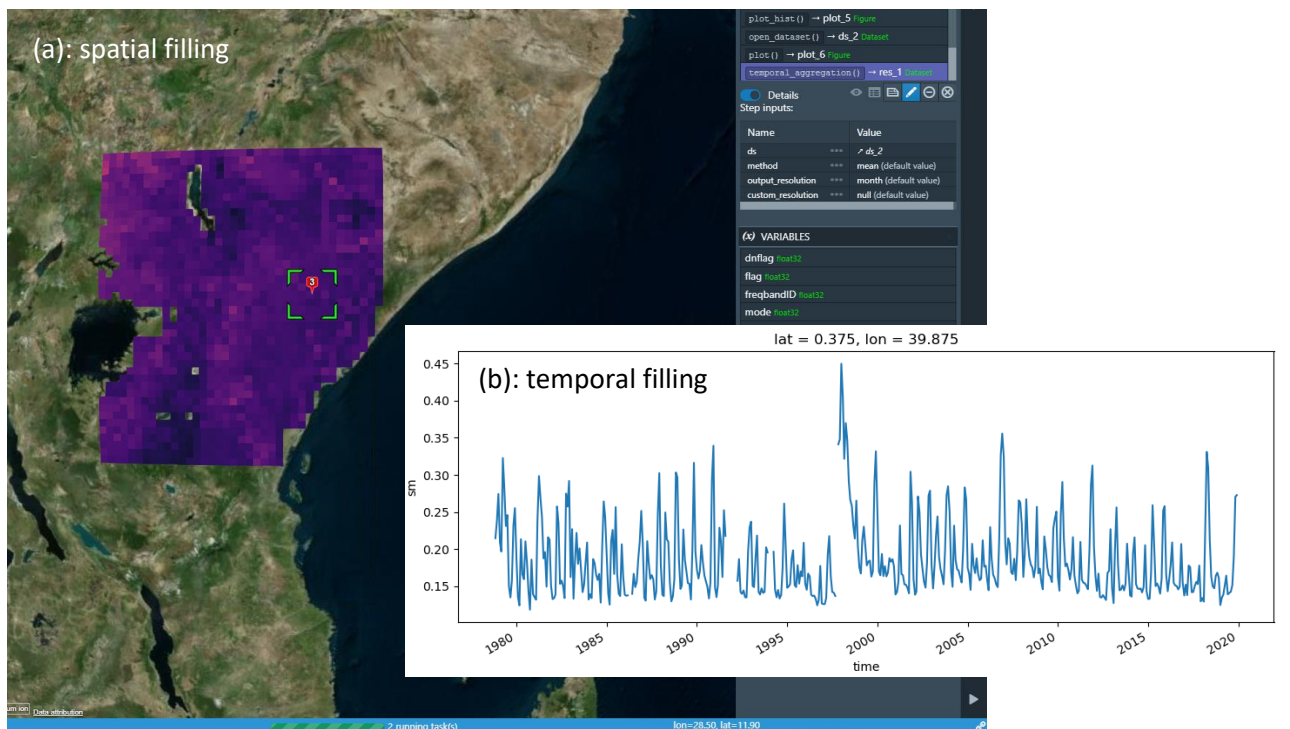 (a): spatial filling
plot_hist() → plot_5 Figure
open_dataset() → ds_2 Dataset
plot() → plot_6 Figure
temporal_aggregation() → res_1 Dataset
Details
Step inputs:
Name Value
ds ↗ ds_2
method mean (default value)
output_resolution month (default value)
custom_resolution null (default value)
(x) VARIABLES
dnflag float32
flag float32
freqbandID float32
mode float32
3
lat = 0.375, lon = 39.875
(b): temporal filling
0.45
0.40
0.35
0.30
0.25
0.20
0.15
sm
1980 1985 1990 1995 2000 2005 2010 2015 2020
time
um ion Data attribution
2 running task(s) lon=28.50, lat=11.90